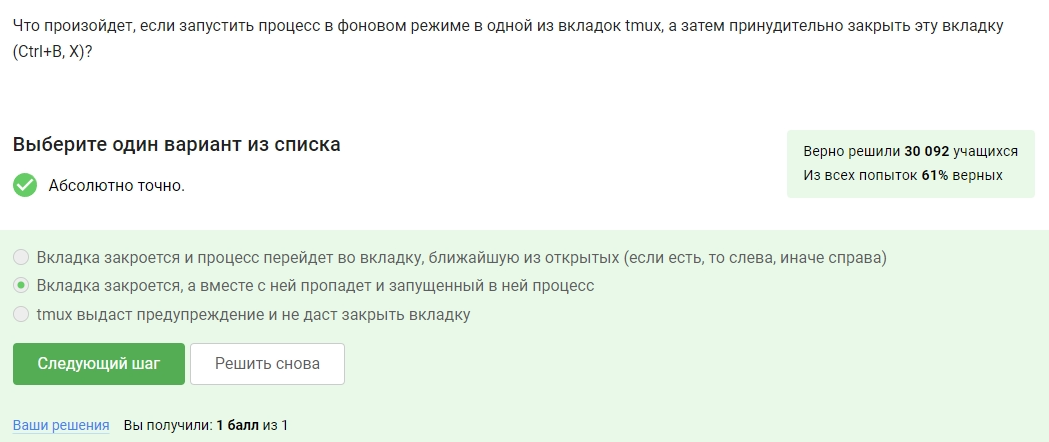 Что произойдет, если запустить процесс в фоновом режиме в одной из вкладок tmux, а затем принудительно закрыть эту вкладку
(Ctrl+B, X)?
Выберите один вариант из списка
Верно решили 30 092 учащихся
Из всех попыток 61% верных
Абсолютно точно.
Вкладка закроется и процесс перейдет во вкладку, ближайшую из открытых (если есть, то слева, иначе справа)
Вкладка закроется, а вместе с ней пропадет и запущенный в ней процесс
tmux выдаст предупреждение и не даст закрыть вкладку
Следующий шаг
Решить снова
Ваши решения Вы получили: 1 балл из 1